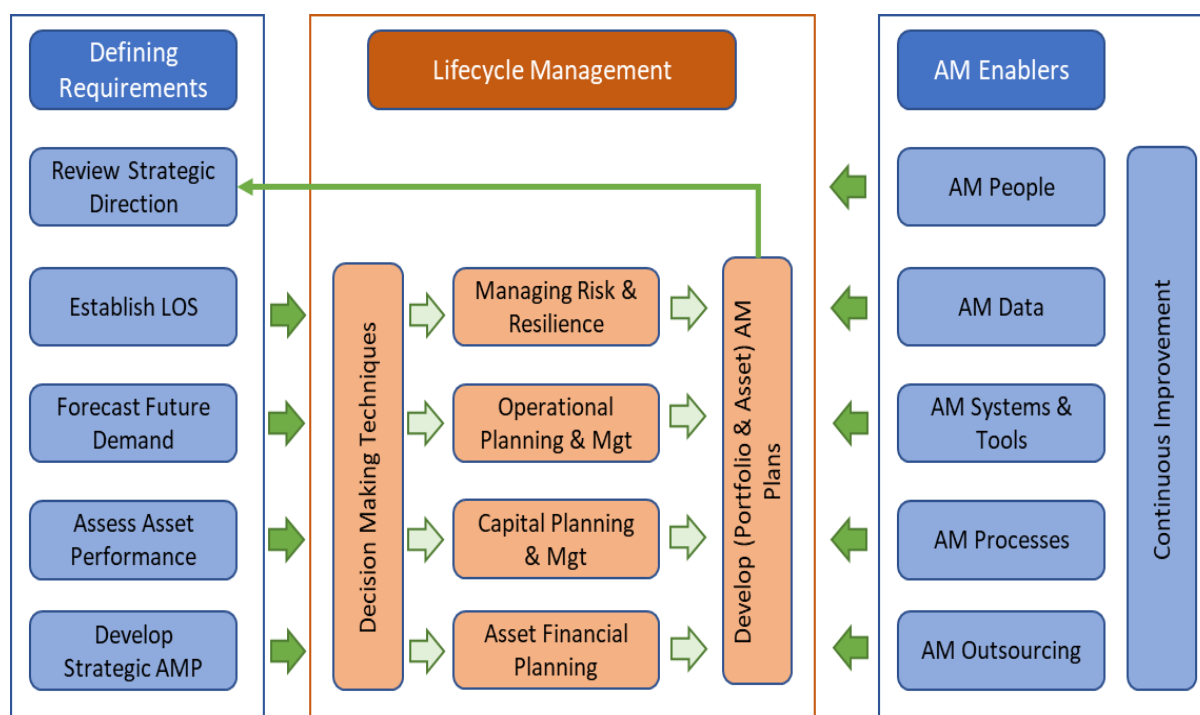 Defining
Requirements
Review Strategic
Direction
Establish LOS
Forecast Future
Demand
Assess Asset
Performance
Develop
Strategic AMP
Lifecycle Management
Decision Making Techniques
Managing Risk &
Resilience
Operational
Planning & Mgt
Capital Planning
& Mgt
Asset Financial
Planning
Develop (Portfolio & Asset) AM
Plans
AM Enablers
AM People
AM Data
AM Systems &
Tools
AM Processes
AM Outsourcing
Continuous Improvement